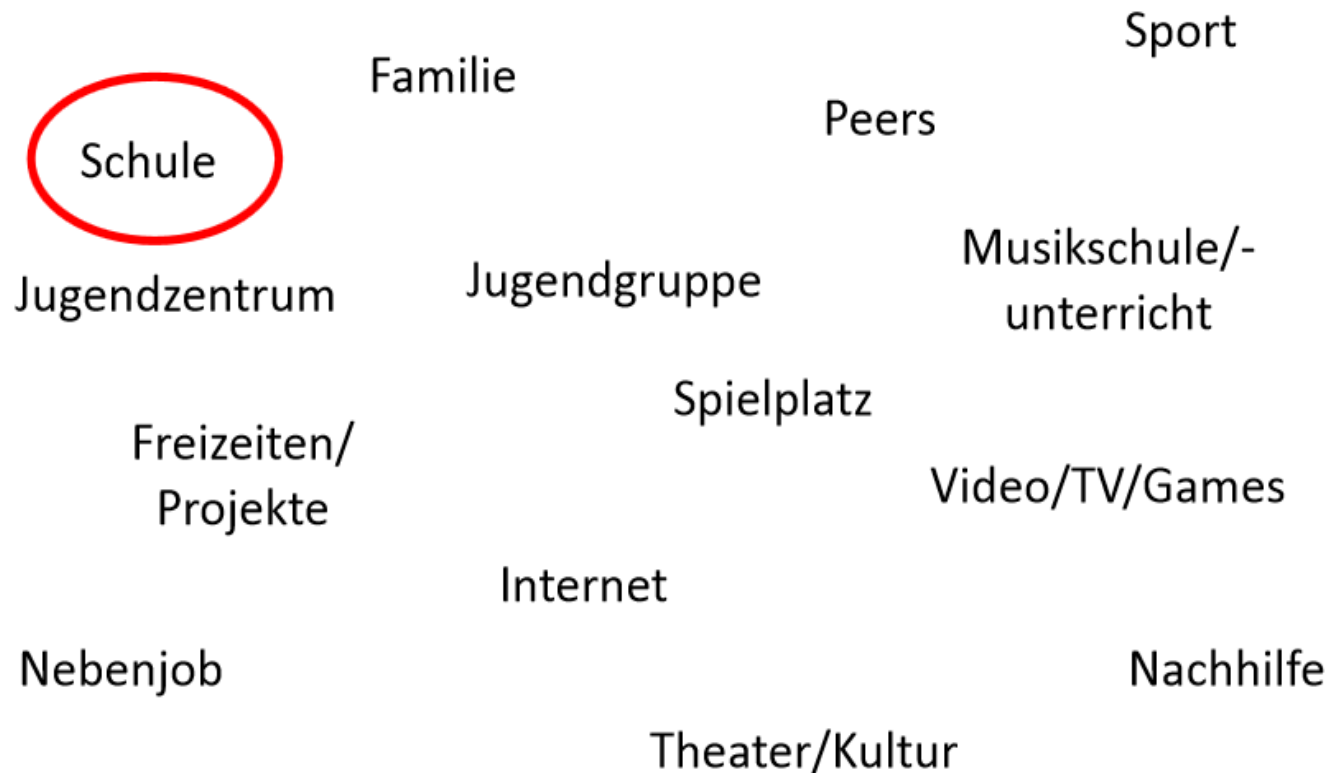 Sport
Familie
Peers
Schule
Musikschule/-
unterricht
Jugendgruppe
Jugendzentrum
Spielplatz
Freizeiten/
Projekte
Video/TV/Games
Internet
Nebenjob
Nachhilfe
Theater/Kultur